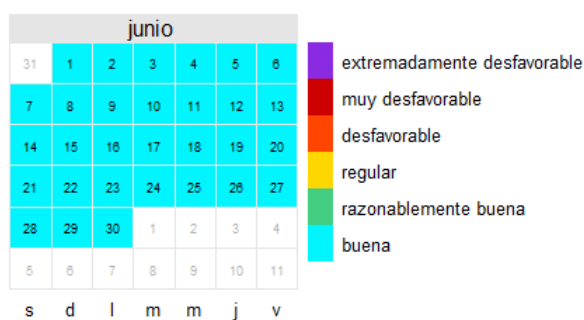 junio
31 1 2 3 4 5 6
7 8 9 10 11 12 13
14 15 16 17 18 19 20
21 22 23 24 25 26 27
28 29 30 1 2 3 4
5 6 7 8 9 10 11
s d l m m j v
extremadamente desfavorable
muy desfavorable
desfavorable
regular
razonablemente buena
buena